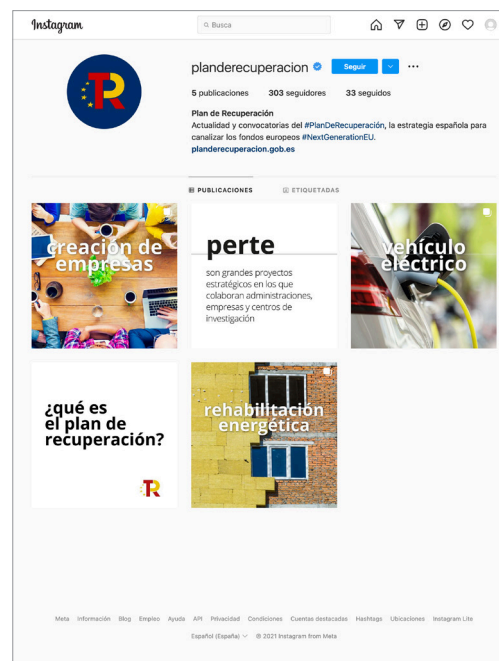 Instagram
Busca
planderecuperacion
Seguir
5 publicaciones 303 seguidores 33 seguidos
Plan de Recuperación
Actualidad y convocatorias del #PlanDeRecuperación, la estrategia española para
canalizar los fondos europeos #NextGenerationEU.
planderecuperacion.gob.es
PUBLICACIONES ETIQUETADAS
creación de
empresas
perte
son grandes proyectos
estratégicos en los que
colaboran administraciones,
empresas y centros de
investigación
vehículo
eléctrico
¿qué es
el plan de
recuperación?
rehabilitación
energética
Meta Información Blog Empleo Ayuda API Privacidad Condiciones Cuentas destacadas Hashtags Ubicaciones Instagram Lite
Español (España) © 2021 Instagram from Meta